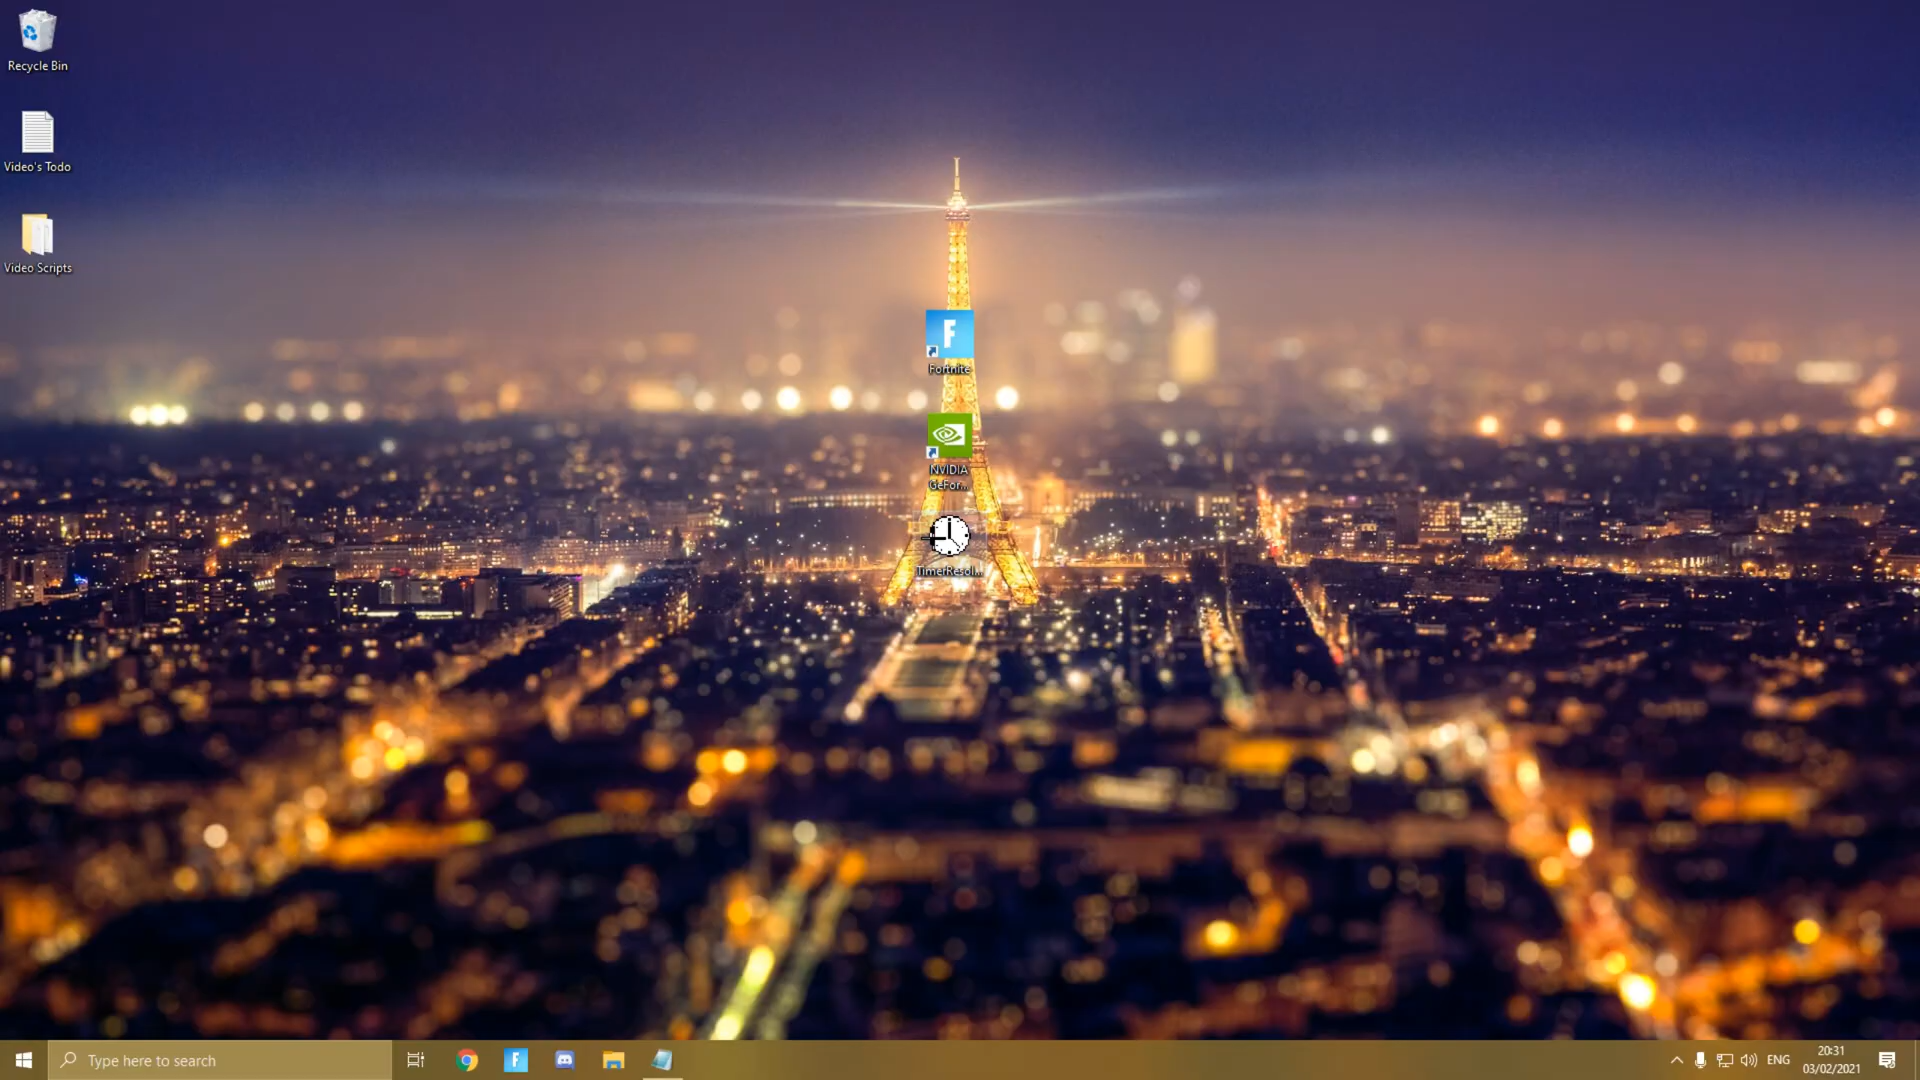 Recycle Bin
Video's Todo
Video Scripts
F
Fortnite
NVIDIA
GeFor...
TimerResol...
Type here to search
F
ENG
20:31
03/02/2021